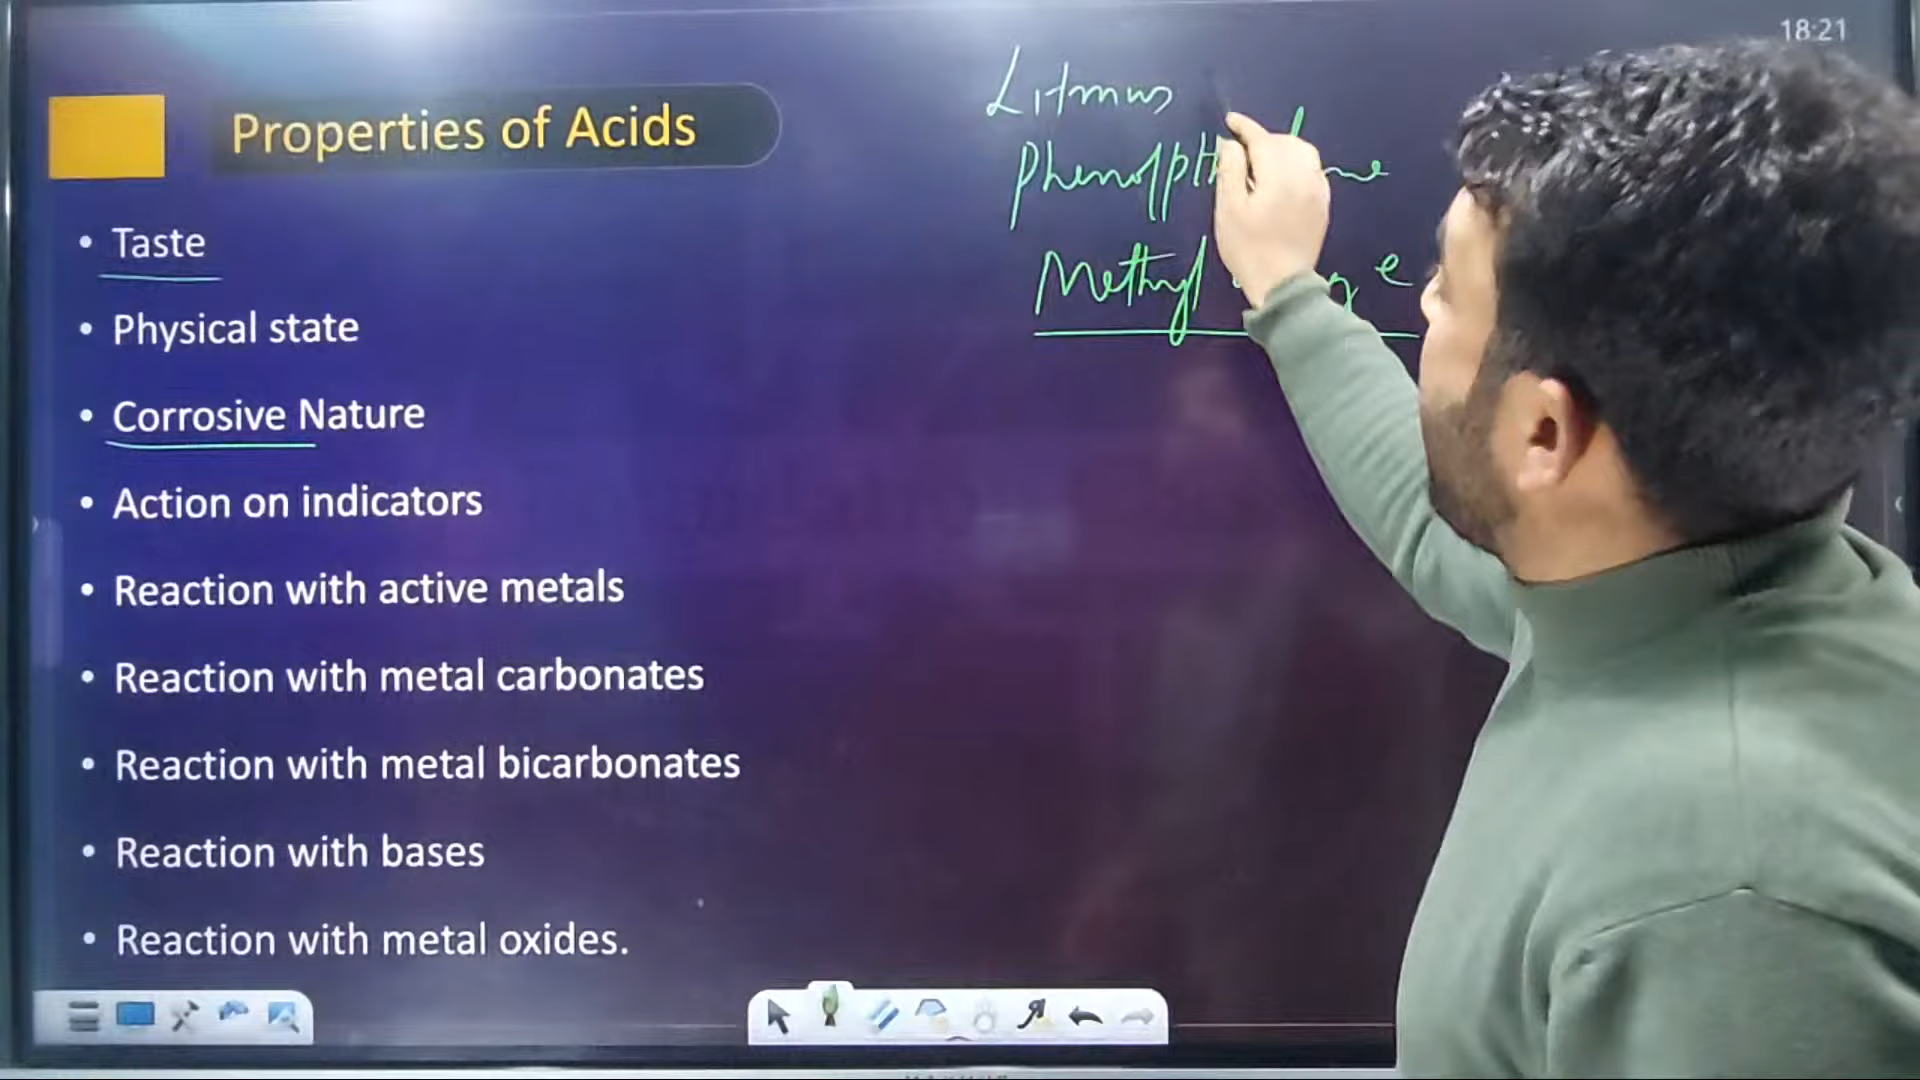 18:21
Properties of Acids
Litmus
• Taste
Methyl
• Physical state
• Corrosive Nature
• Action on indicators
• Reaction with active metals
• Reaction with metal carbonates
• Reaction with metal bicarbonates
• Reaction with bases
• Reaction with metal oxides.